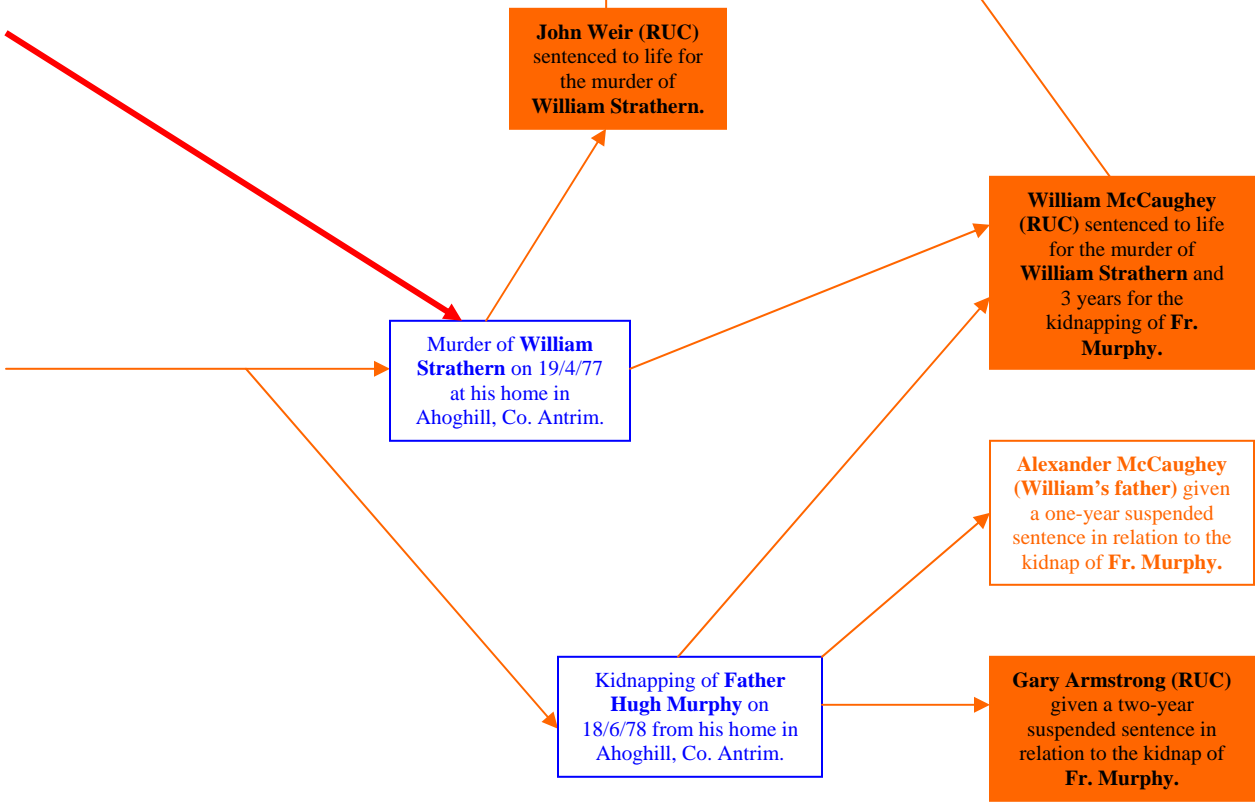 John Weir (RUC)
sentenced to life for
the murder of
William Strathern.
William McCaughey
(RUC) sentenced to life
for the murder of
William Strathern and
3 years for the
kidnapping of Fr.
Murphy.
Murder of William
Strathern on 19/4/77
at his home in
Ahoghill, Co. Antrim.
Alexander McCaughey
(William’s father) given
a one-year suspended
sentence in relation to the
kidnap of Fr. Murphy.
Kidnapping of Father
Hugh Murphy on
18/6/78 from his home in
Ahoghill, Co. Antrim.
Gary Armstrong (RUC)
given a two-year
suspended sentence in
relation to the kidnap of
Fr. Murphy.